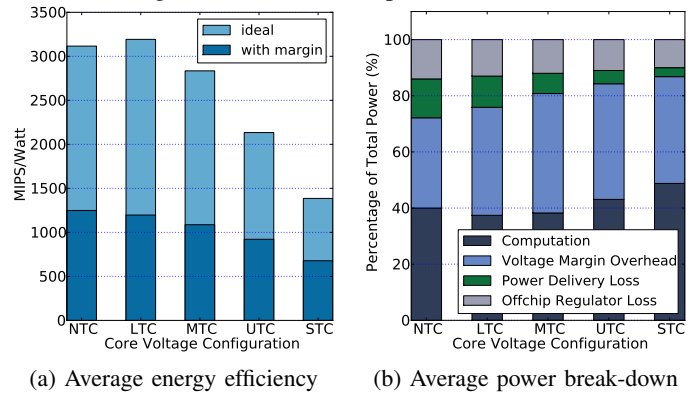 3500
3000
2500
2000
1500
1000
500
0
MIPS/Watt
ideal
with margin
NTC LTC MTC UTC STC
Core Voltage Configuration
(a) Average energy efficiency
100
80
60
40
20
0
Percentage of Total Power (%)
Computation
Voltage Margin Overhead
Power Delivery Loss
Offchip Regulator Loss
NTC LTC MTC UTC STC
Core Voltage Configuration
(b) Average power break-down